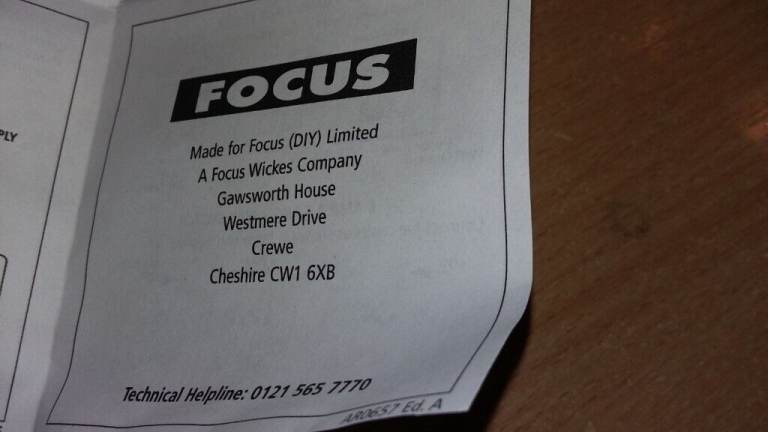 PLY
FOCUS
Made for Focus (DIY) Limited
A Focus Wickes Company
Gawsworth House
Westmere Drive
Crewe
Cheshire CW1 6XB
Technical Helpline: 0121 565 7770
AR0657 Ed. A